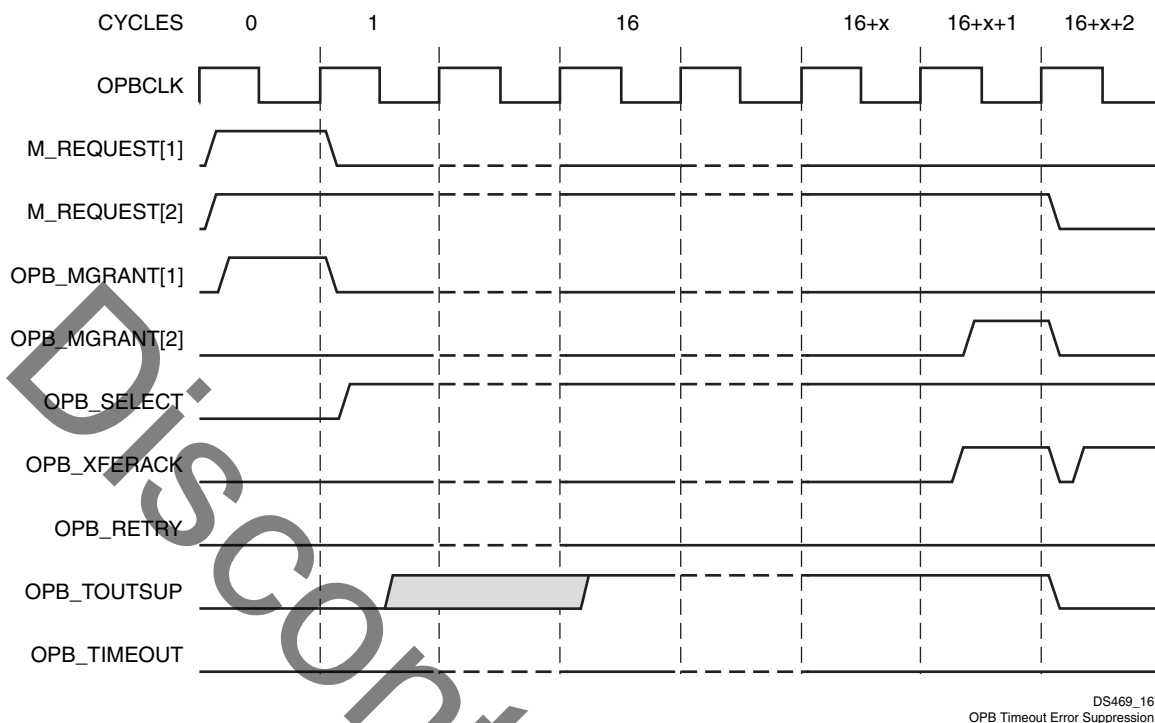 CYCLES 0 1 16 16+x 16+x+1 16+x+2
OPBCLK
M_REQUEST[1]
M_REQUEST[2]
OPB_MGRANT[1]
OPB_MGRANT[2]
OPB_SELECT
OPB_XFERACK
OPB_RETRY
OPB_TOUTSUP
OPB_TIMEOUT
DS469_16
OPB Timeout Error Suppression
Discont